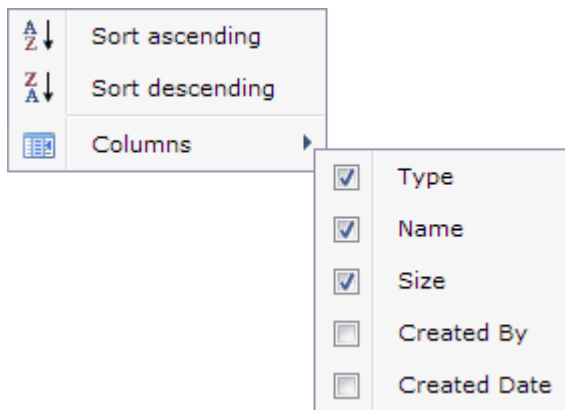 Sort ascending
Sort descending
Columns
Type
Name
Size
Created By
Created Date